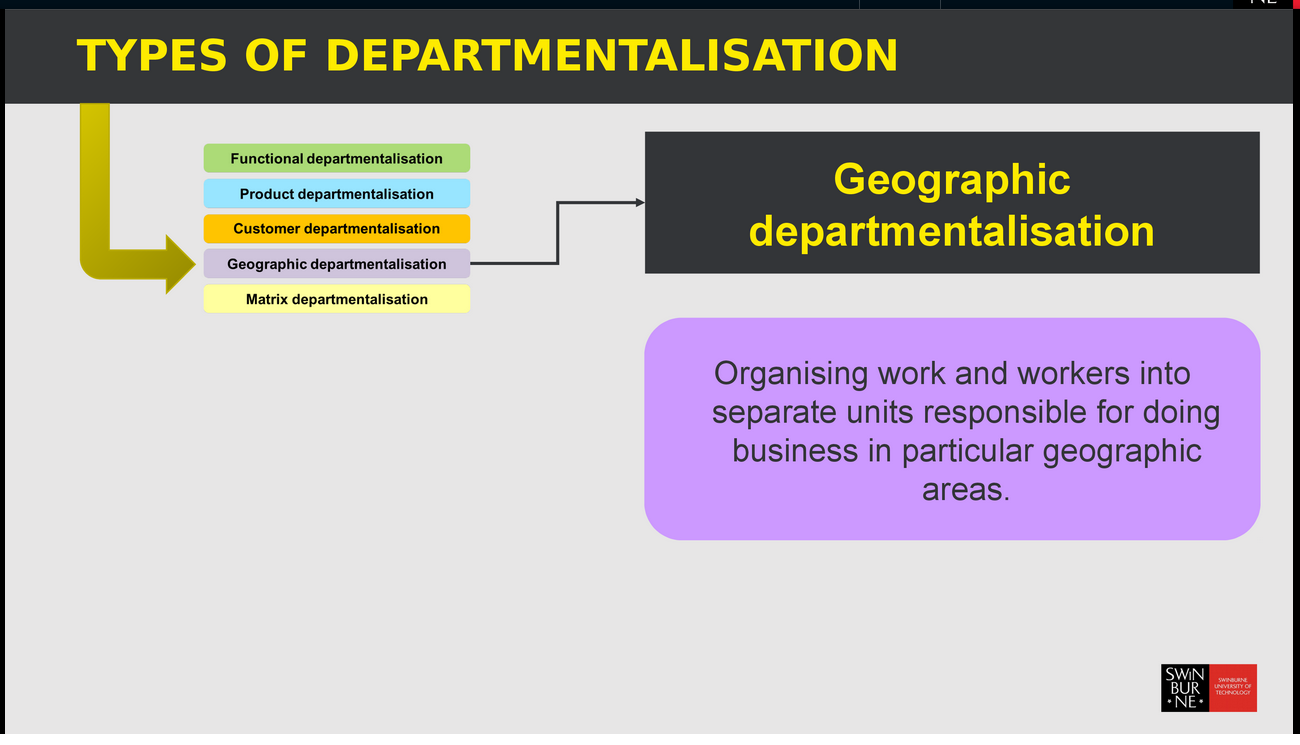 TYPES OF DEPARTMENTALISATION
Functional departmentalisation
Product departmentalisation
Customer departmentalisation
Geographic departmentalisation
Matrix departmentalisation
Geographic
departmentalisation
Organising work and workers into
separate units responsible for doing
business in particular geographic
areas.
SWIN
BUR
*NE*
SWINBURNE
UNIVERSITY OF
TECHNOLOGY